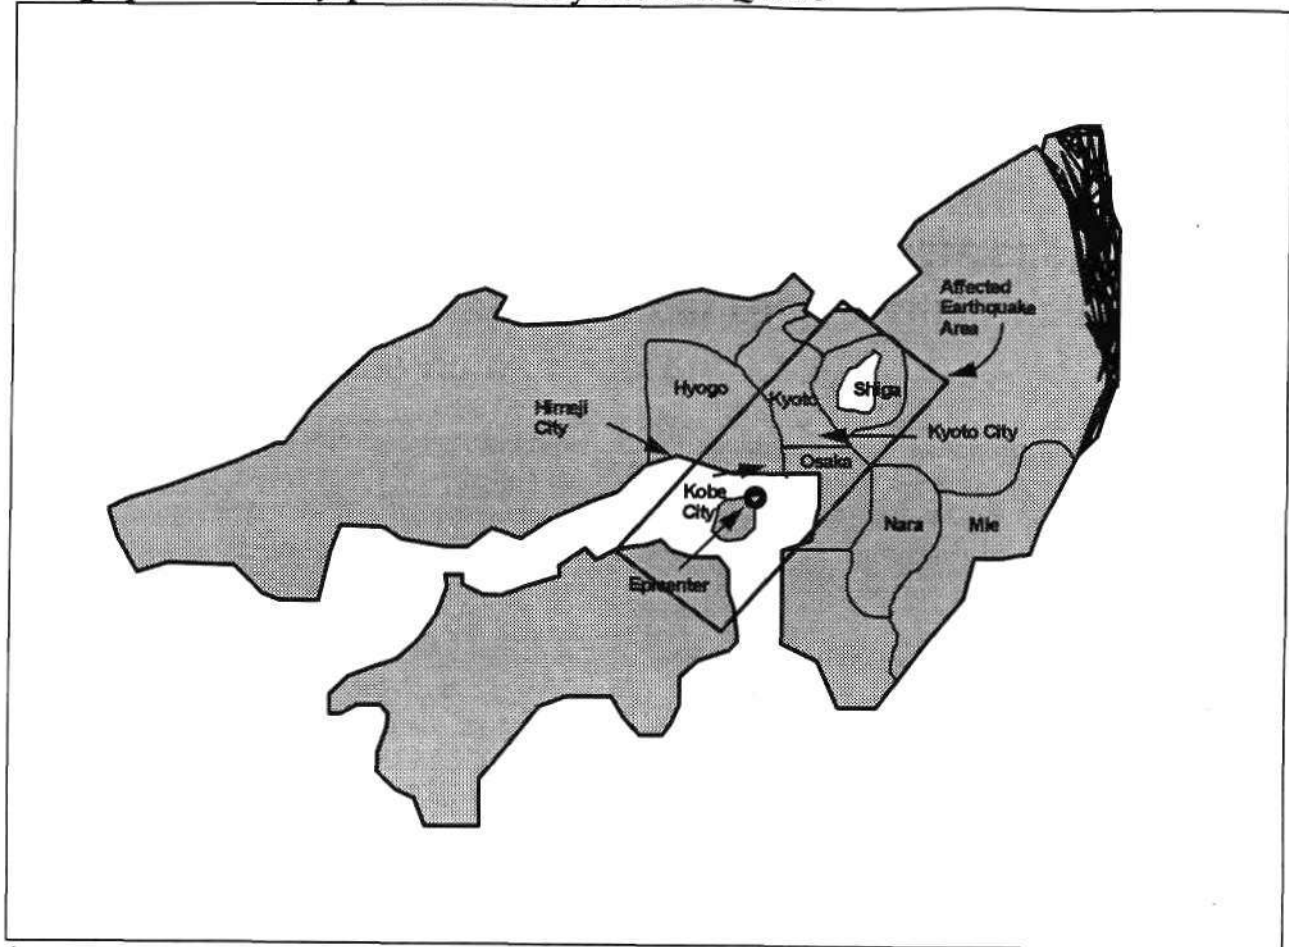 Affected
Earthquake
Area
Hyogo
Kyoto
Shiga
Himeji
City
Kyoto City
Osaka
Kobe
City
Nara
Mie
Epicenter